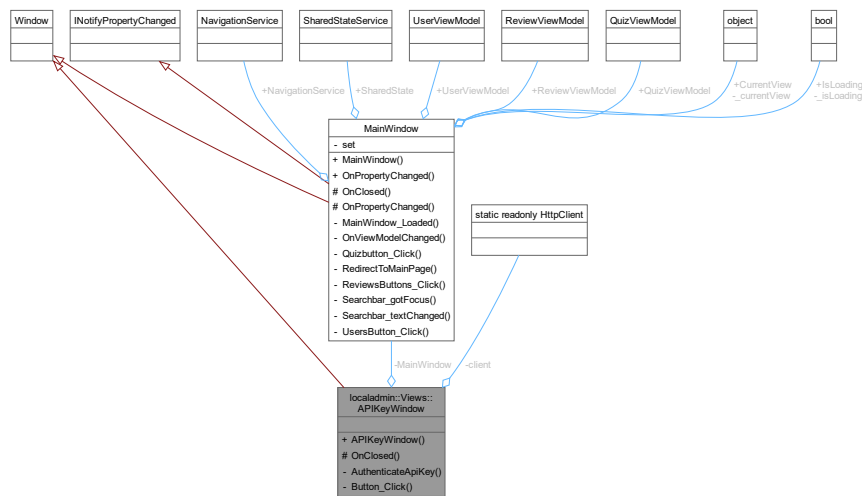 Window
INotifyPropertyChanged
NavigationService
SharedStateService
UserViewModel
ReviewViewModel
QuizViewModel
object
bool
+NavigationService
+SharedState
+UserViewModel
+ReviewViewModel
+QuizViewModel
+CurrentView
-_currentView
+IsLoading
-_isLoading
MainWindow
- set
+ MainWindow()
+ OnPropertyChanged()
# OnClosed()
# OnPropertyChanged()
- MainWindow_Loaded()
- OnViewModelChanged()
- Quizbutton_Click()
- RedirectToMainPage()
- ReviewsButtons_Click()
- Searchbar_gotFocus()
- Searchbar_textChanged()
- UsersButton_Click()
static readonly HttpClient
-MainWindow
-client
localadmin::Views::
APIKeyWindow
+ APIKeyWindow()
# OnClosed()
- AuthenticateApiKey()
- Button_Click()